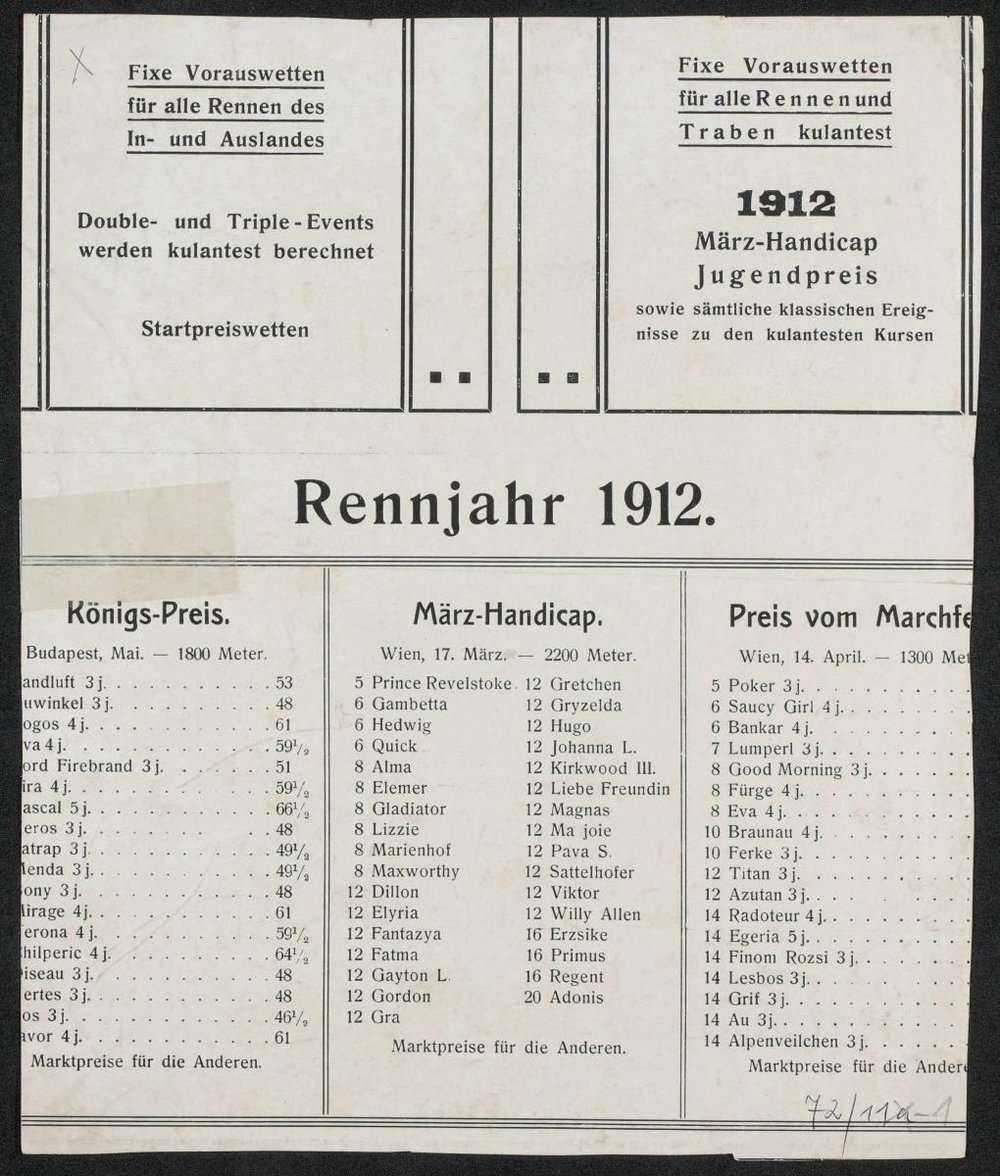 Fixe Vorauswetten
für alle Rennen des
In- und Auslandes
Double- und Triple-Events
werden kulantest berechnet
Startpreiswetten
Fixe Vorauswetten
für alle Rennen und
Traben kulantest
1912
März-Handicap
Jugendpreis
sowie sämtliche klassischen Ereig-
nisse zu den kulantesten Kursen
Rennjahr 1912.
Königs-Preis.
Budapest, Mai. — 1800 Meter.
andluft 3 j. . . . . . . . . . . . 53
uwinkel 3 j. . . . . . . . . . . 48
ogos 4 j. . . . . . . . . . . . 61
va 4 j. . . . . . . . . . . . . 59½
ord Firebrand 3 j. . . . . . . 51
ira 4 j. . . . . . . . . . . . . 59½
ascal 5 j. . . . . . . . . . . . 66½
eros 3 j. . . . . . . . . . . 48
atrap 3 j. . . . . . . . . . . . 49½
enda 3 j. . . . . . . . . . . . 49½
ony 3 j. . . . . . . . . . . . 48
irage 4 j. . . . . . . . . . . . 61
erona 4 j. . . . . . . . . . . 59½
hilperic 4 j. . . . . . . . . . 64½
iseau 3 j. . . . . . . . . . . . 48
ertes 3 j. . . . . . . . . . . . 48
os 3 j. . . . . . . . . . . . . 46½
avor 4 j. . . . . . . . . . . . 61
Marktpreise für die Anderen.
März-Handicap.
Wien, 17. März. — 2200 Meter.
5 Prince Revelstoke. 12 Gretchen
6 Gambetta 12 Gryzelda
6 Hedwig 12 Hugo
6 Quick 12 Johanna L.
8 Alma 12 Kirkwood III.
8 Elemer 12 Liebe Freundin
8 Gladiator 12 Magnas
8 Lizzie 12 Ma joie
8 Marienhof 12 Pava S.
8 Maxworthy 12 Sattelhofer
12 Dillon 12 Viktor
12 Elyria 12 Willy Allen
12 Fantazya 16 Erzsike
12 Fatma 16 Primus
12 Gayton L. 16 Regent
12 Gordon 20 Adonis
12 Gra
Marktpreise für die Anderen.
Preis vom Marchfe
Wien, 14. April. — 1300 Met
5 Poker 3 j. . . . . . . . .
6 Saucy Girl 4 j. . . . . . .
6 Bankar 4 j. . . . . . . .
7 Lumperl 3 j. . . . . . . .
8 Good Morning 3 j. . . . . .
8 Fürge 4 j. . . . . . . . .
8 Eva 4 j. . . . . . . . . .
10 Braunau 4 j. . . . . . . .
10 Ferke 3 j. . . . . . . . .
12 Titan 3 j. . . . . . . . .
12 Azutan 3 j. . . . . . . . .
14 Radoteur 4 j. . . . . . . .
14 Egeria 5 j. . . . . . . . .
14 Finom Rozsi 3 j. . . . . .
14 Lesbos 3 j. . . . . . . . .
14 Grif 3 j. . . . . . . . . .
14 Au 3 j. . . . . . . . . . .
14 Alpenveilchen 3 j. . . . . .
Marktpreise für die Andere
72/11a-1